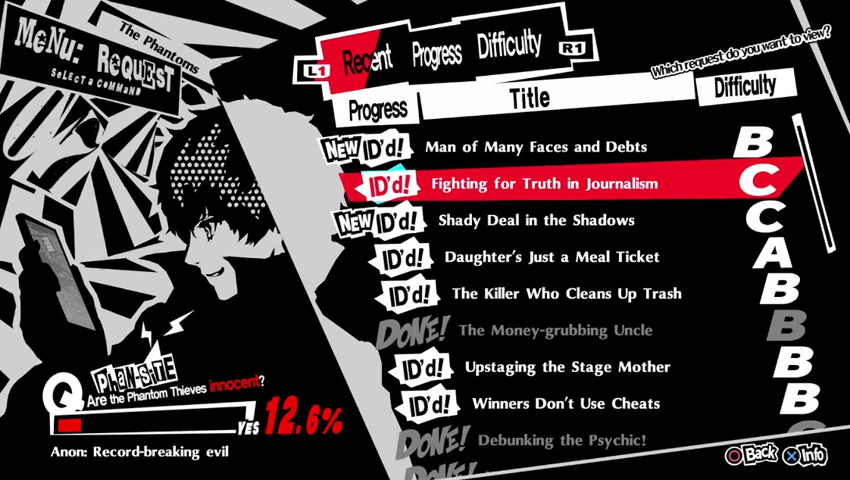 MeNU: ReQUEST
SeLECT A CoMMAND
The Phantoms
L1
Recent
Progress
Difficulty
R1
Which request do you want to view?
Progress
Title
Difficulty
NEW ID'd! Man of Many Faces and Debts B
ID'd! Fighting for Truth in Journalism C
NEW ID'd! Shady Deal in the Shadows C
ID'd! Daughter's Just a Meal Ticket A
ID'd! The Killer Who Cleans Up Trash B
DONE! The Money-grubbing Uncle B
ID'd! Upstaging the Stage Mother B
ID'd! Winners Don't Use Cheats B
DONE! Debunking the Psychic!
DONE!
PhAn-SiTE
Q Are the Phantom Thieves innocent?
YES 12.6%
Anon: Record-breaking evil
Back Info